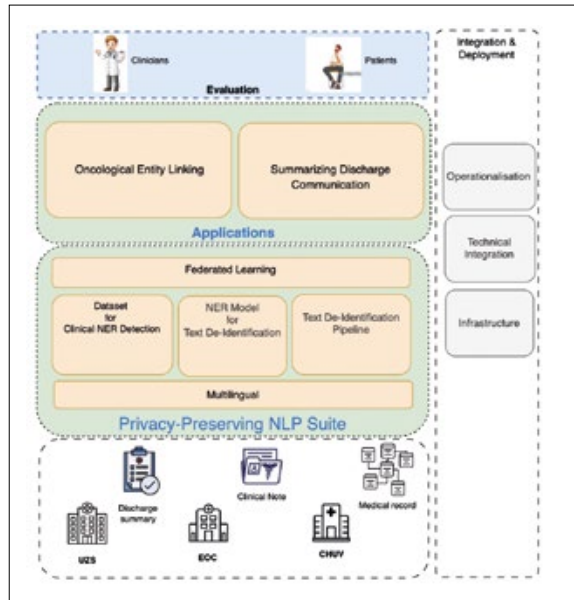 Clinicians
Patients
Evaluation
Integration &
Deployment
Oncological Entity Linking
Summarizing Discharge
Communication
Applications
Operationalisation
Technical
Integration
Infrastructure
Federated Learning
Dataset
for
Clinical NER Detection
NER Model
for
Text De-Identification
Text De-Identification
Pipeline
Multilingual
Privacy-Preserving NLP Suite
Discharge
summary
Clinical Note
Medical record
UZS
EOC
CHUV